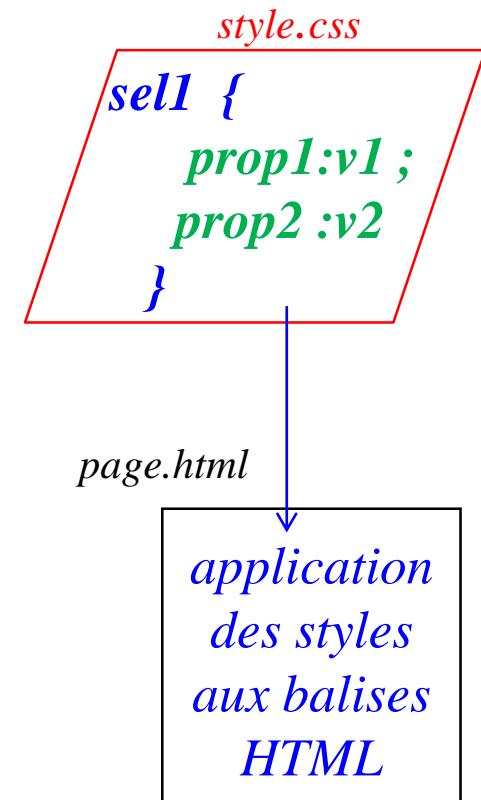 style.css
sel1 {
prop1:v1 ;
prop2 :v2
}
page.html
application
des styles
aux balises
HTML